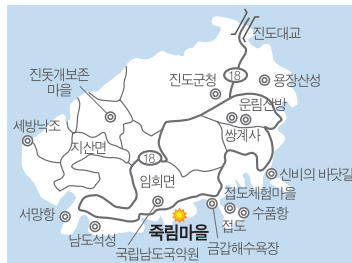 진도대교
진돗개보존
마을
진도군청
18
용장산성
운림산방
세방낙조
쌍계사
지산면
18
신비의 바닷길
임회면
접도체험마을
서망항
수품항
죽림마을
접도
남도석성
금갑해수욕장
국립남도국악원